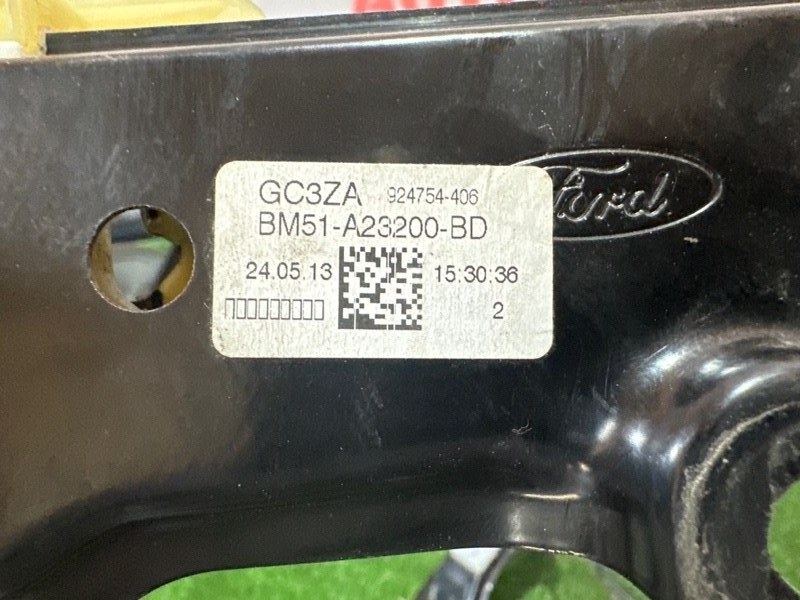 GC3ZA 924754-406
BM51-A23200-BD
24.05.13 15:30:36
2
Ford